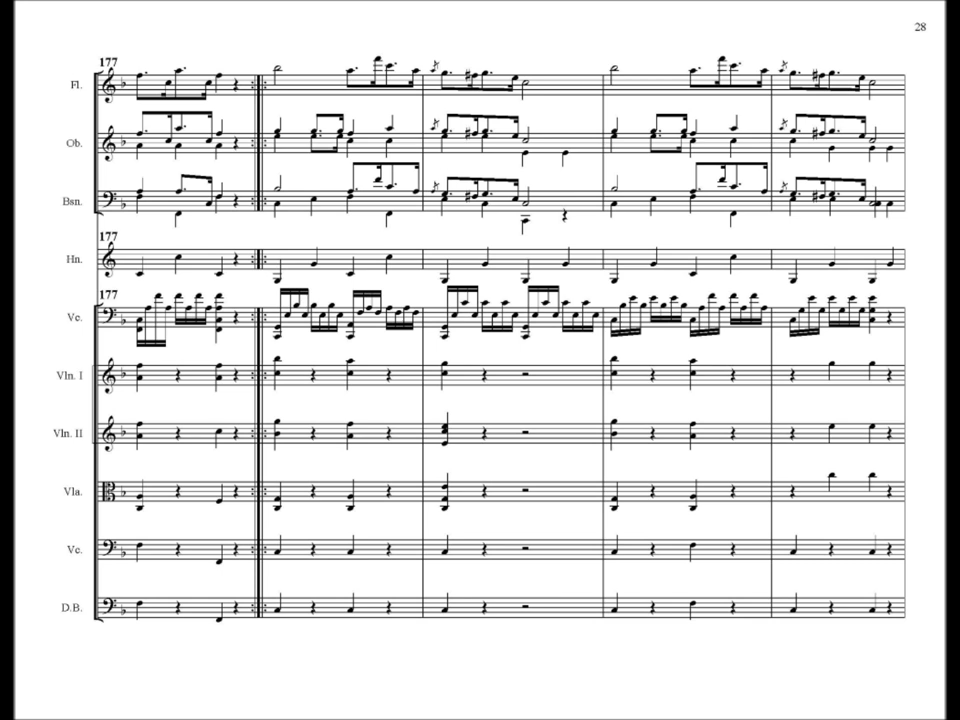 28
177
Fl.
Ob.
Bsn.
177
Hn.
177
Vc.
Vln. I
Vln. II
Vla.
Vc.
D.B.